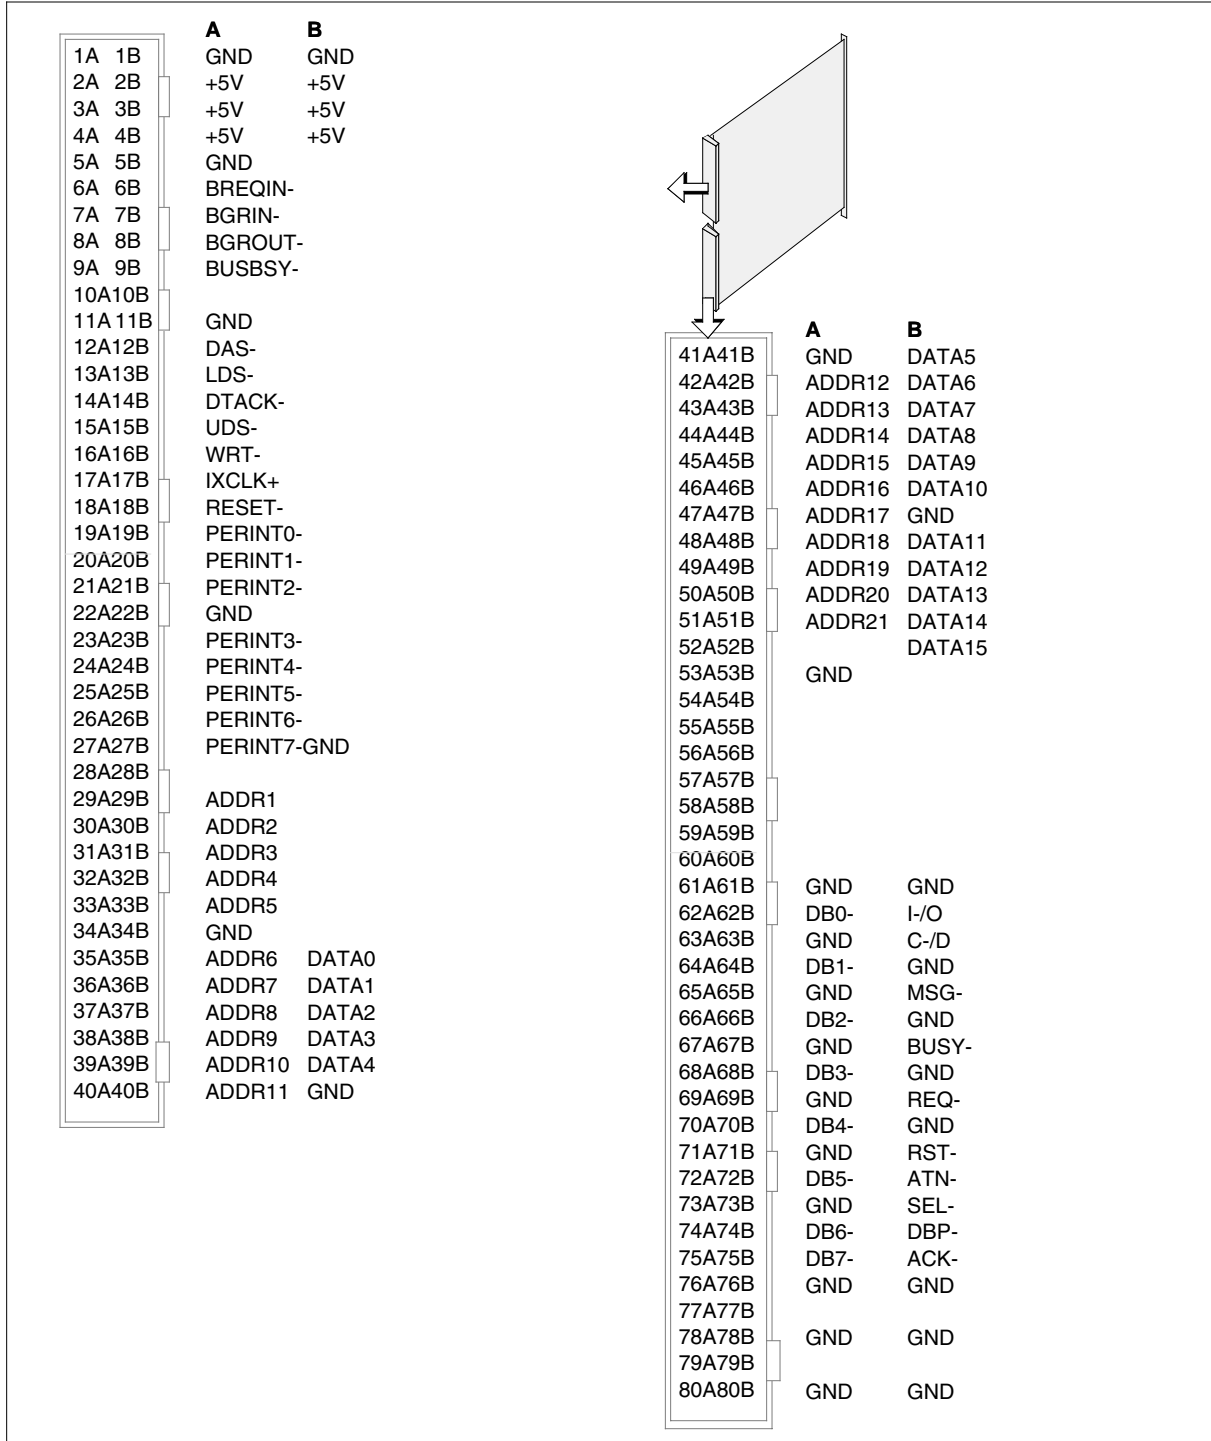 A B
1A 1B GND GND
2A 2B +5V +5V
3A 3B +5V +5V
4A 4B +5V +5V
5A 5B GND
6A 6B BREQIN-
7A 7B BGRIN-
8A 8B BGROUT-
9A 9B BUSBSY-
10A10B
11A11B GND
12A12B DAS-
13A13B LDS-
14A14B DTACK-
15A15B UDS-
16A16B WRT-
17A17B IXCLK+
18A18B RESET-
19A19B PERINT0-
20A20B PERINT1-
21A21B PERINT2-
22A22B GND
23A23B PERINT3-
24A24B PERINT4-
25A25B PERINT5-
26A26B PERINT6-
27A27B PERINT7-GND
28A28B
29A29B ADDR1
30A30B ADDR2
31A31B ADDR3
32A32B ADDR4
33A33B ADDR5
34A34B GND
35A35B ADDR6 DATA0
36A36B ADDR7 DATA1
37A37B ADDR8 DATA2
38A38B ADDR9 DATA3
39A39B ADDR10 DATA4
40A40B ADDR11 GND
A B
41A41B GND DATA5
42A42B ADDR12 DATA6
43A43B ADDR13 DATA7
44A44B ADDR14 DATA8
45A45B ADDR15 DATA9
46A46B ADDR16 DATA10
47A47B ADDR17 GND
48A48B ADDR18 DATA11
49A49B ADDR19 DATA12
50A50B ADDR20 DATA13
51A51B ADDR21 DATA14
52A52B DATA15
53A53B GND
54A54B
55A55B
56A56B
57A57B
58A58B
59A59B
60A60B
61A61B GND GND
62A62B DB0- I-/O
63A63B GND C-/D
64A64B DB1- GND
65A65B GND MSG-
66A66B DB2- GND
67A67B GND BUSY-
68A68B DB3- GND
69A69B GND REQ-
70A70B DB4- GND
71A71B GND RST-
72A72B DB5- ATN-
73A73B GND SEL-
74A74B DB6- DBP-
75A75B DB7- ACK-
76A76B GND GND
77A77B
78A78B GND GND
79A79B
80A80B GND GND